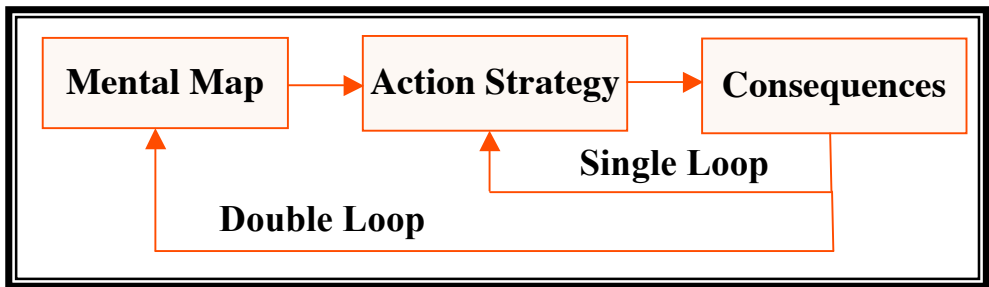 Mental Map
Action Strategy
Consequences
Single Loop
Double Loop